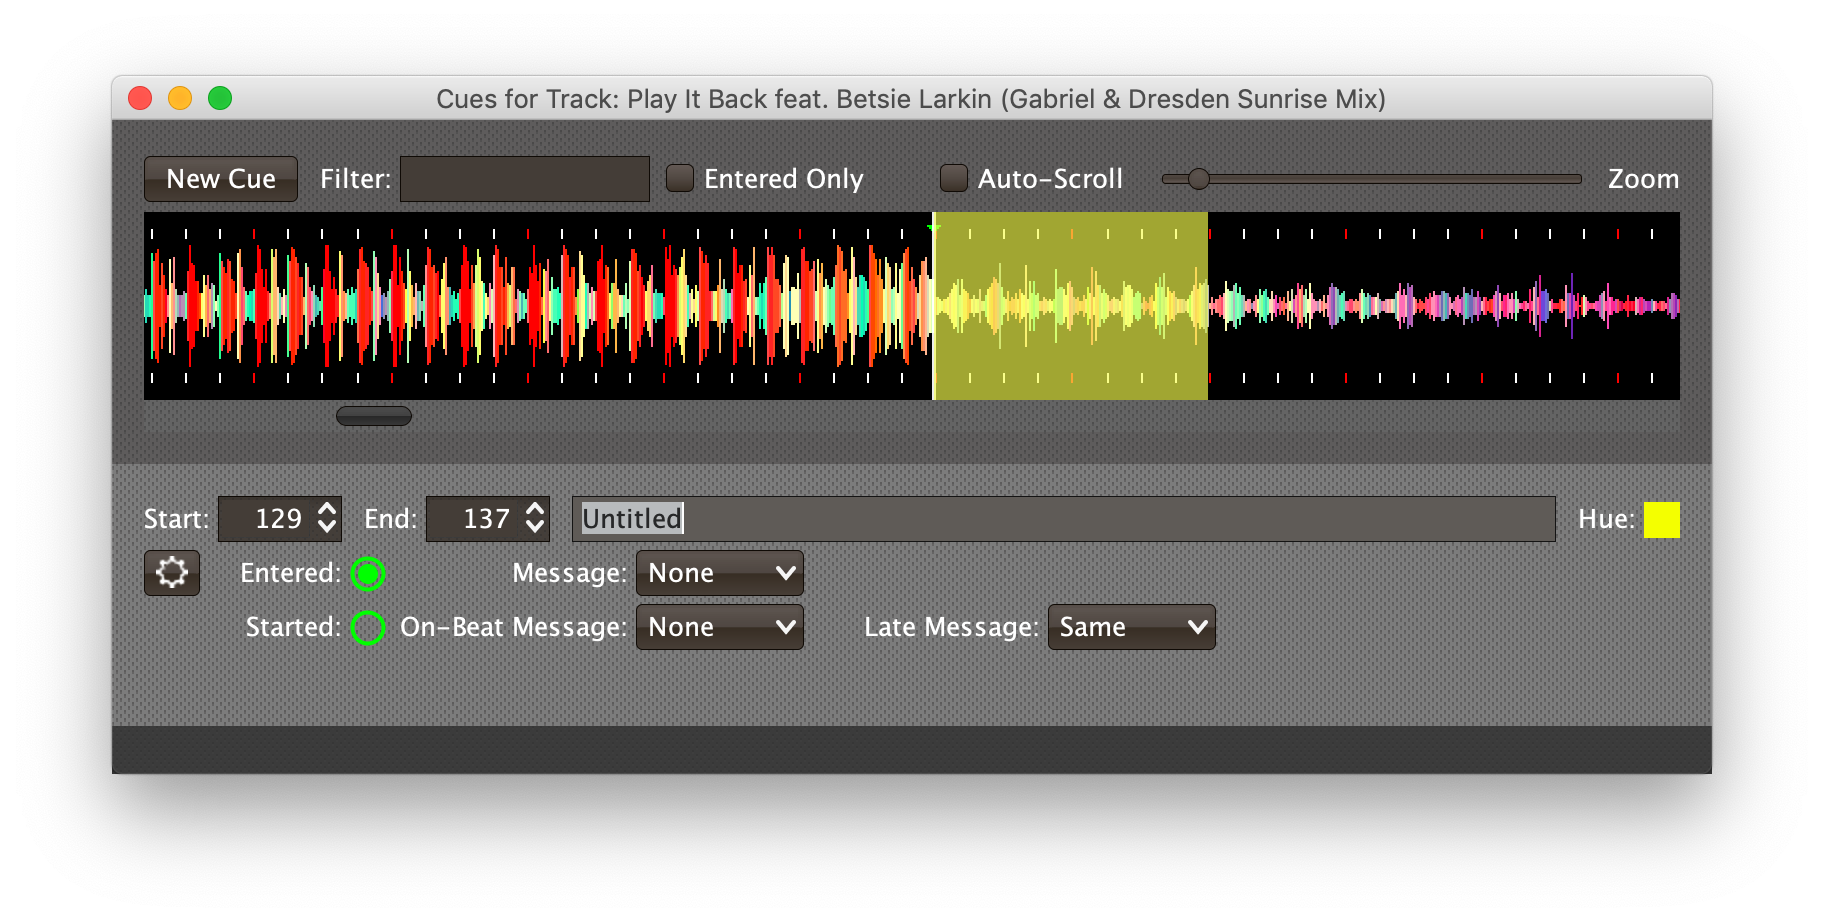 Cues for Track: Play It Back feat. Betsie Larkin (Gabriel & Dresden Sunrise Mix)
New Cue Filter: Entered Only Auto-Scroll Zoom
Start: 129 End: 137 Untitled Hue:
Entered: Message: None
Started: On-Beat Message: None Late Message: Same